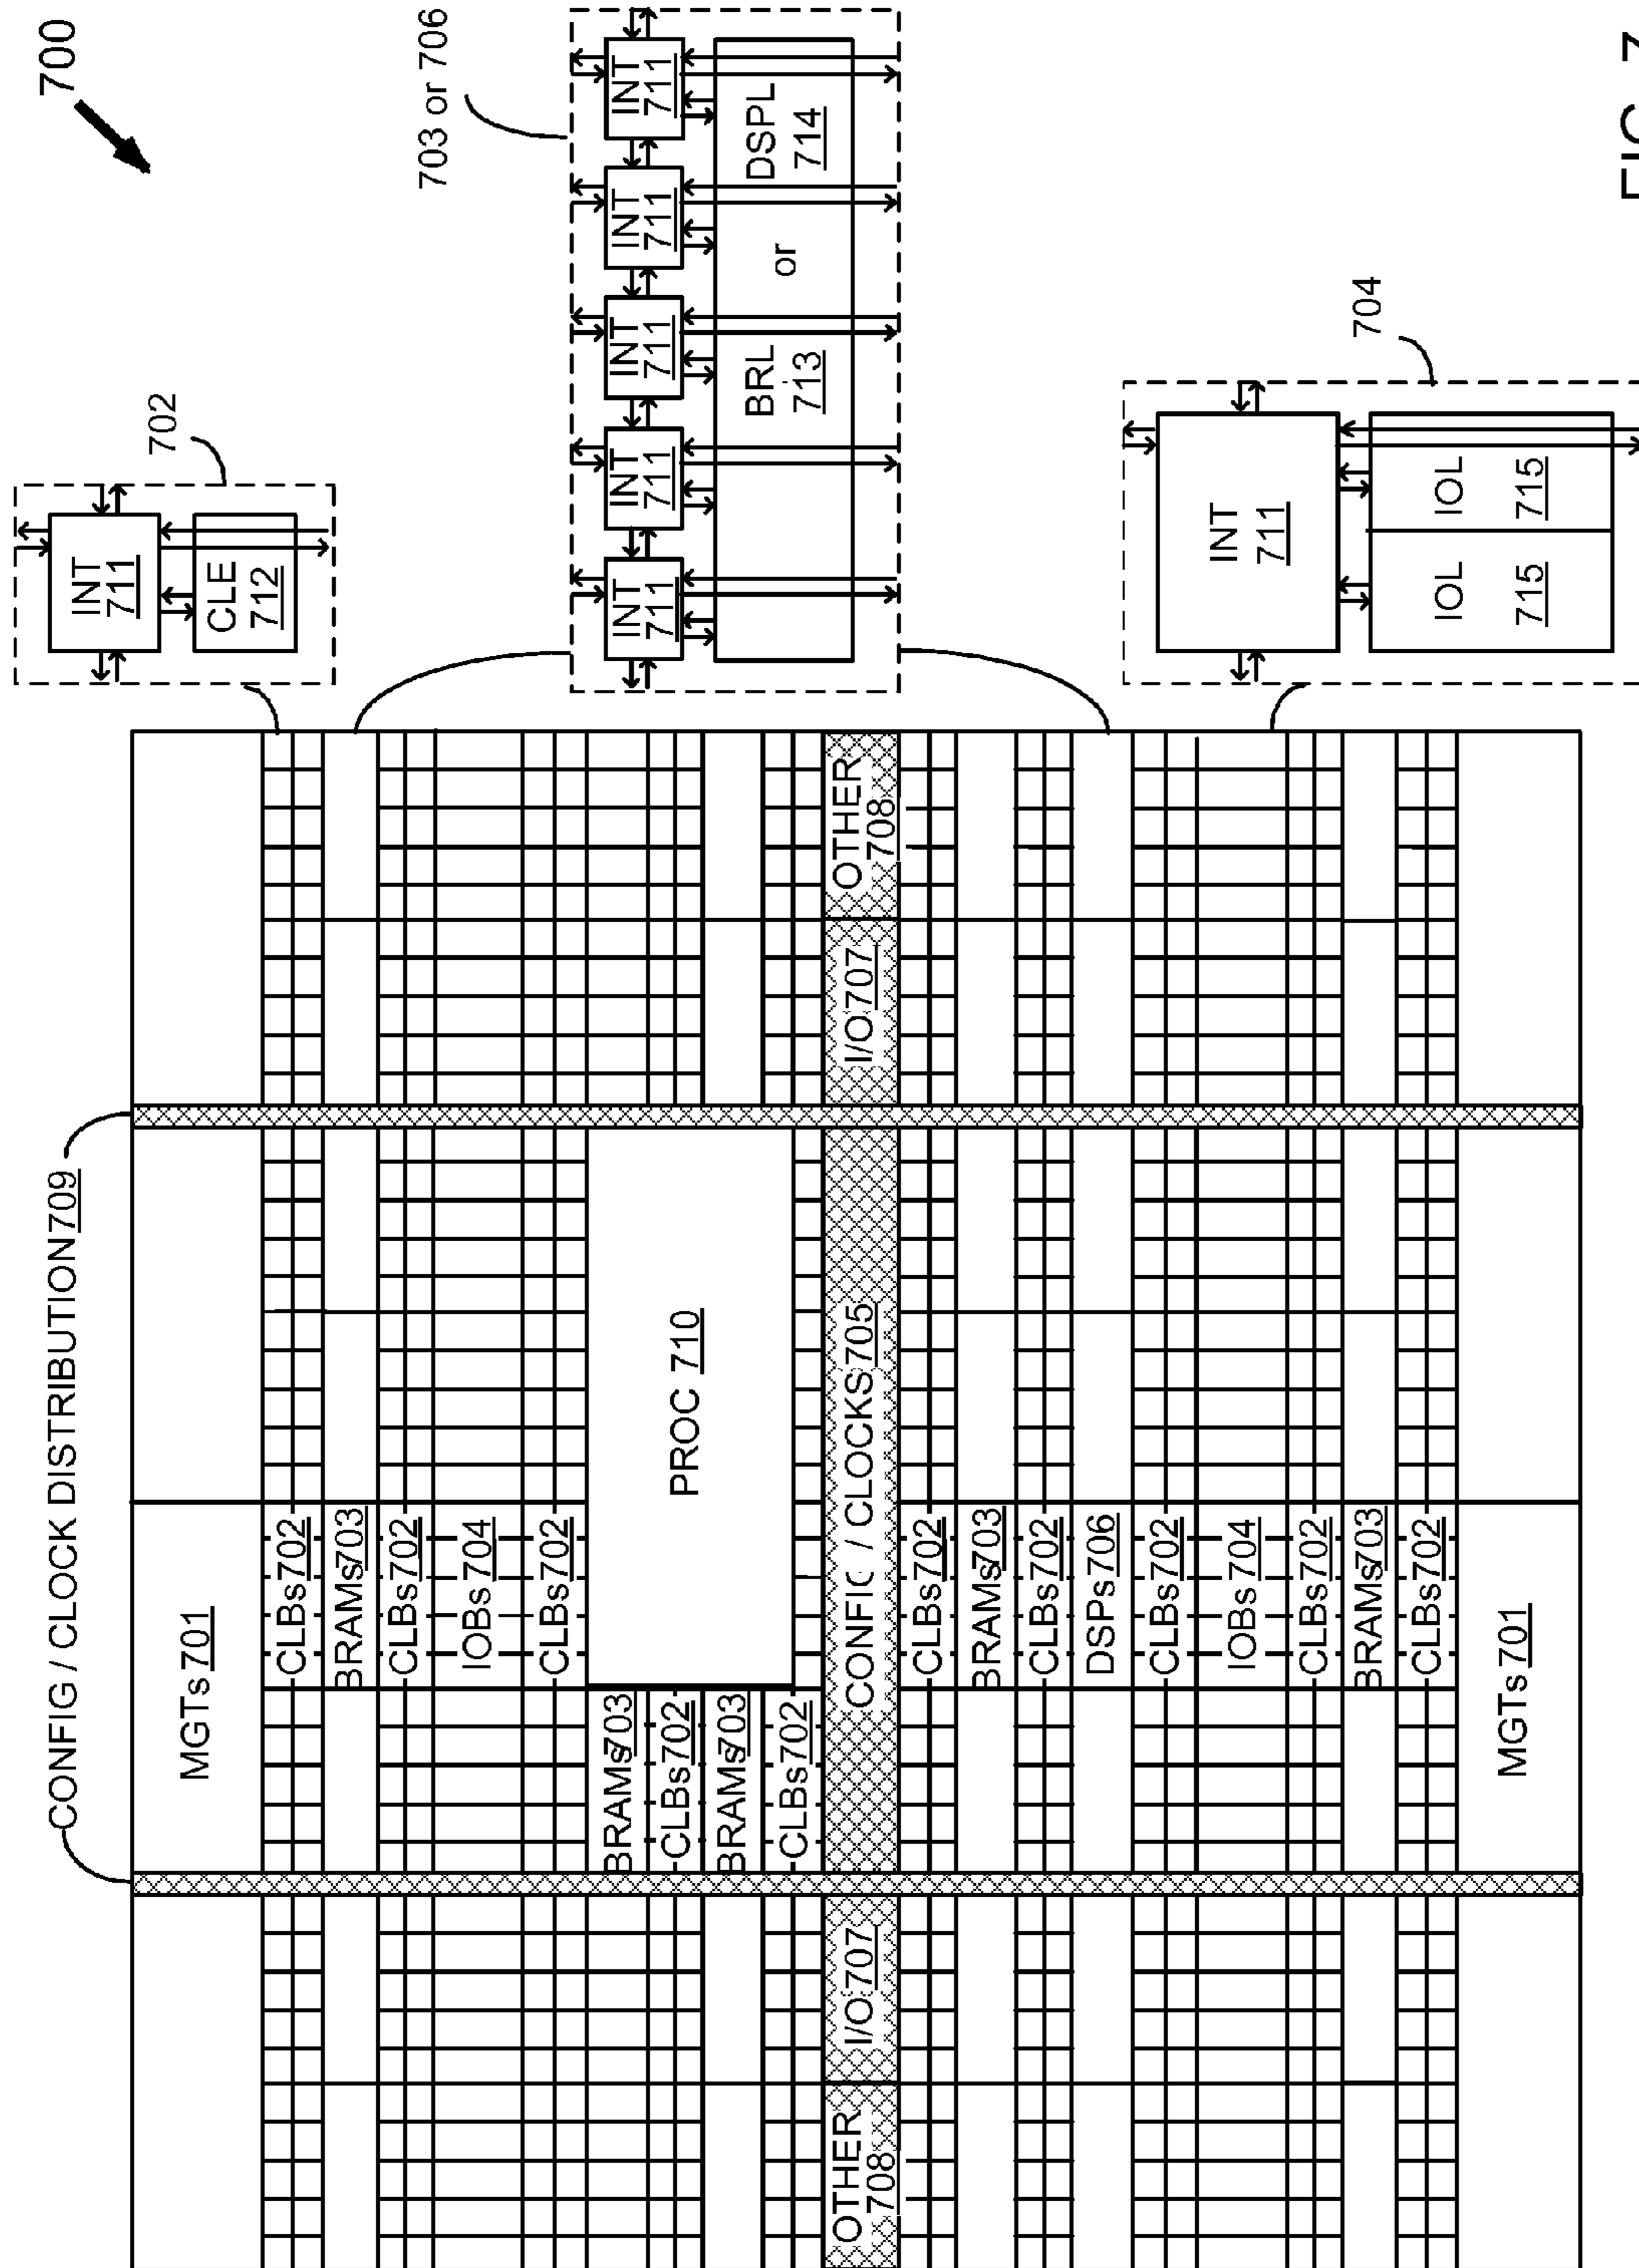 700
CONFIG / CLOCK DISTRIBUTION 709
MGTs 701
CLBs 702
BRAMs 703
CLBs 702
IOBs 704
CLBs 702
BRAMs 703
CLBs 702
BRAMs 703
CLBs 702
PROC 710
OTHER
708
I/O 707
CONFIG / CLOCKS 705
I/O 707
OTHER
708
CLBs 702
BRAMs 703
CLBs 702
DSPs 706
CLBs 702
IOBs 704
CLBs 702
BRAMs 703
CLBs 702
MGTs 701
702
INT
711
CLE
712
703 or 706
INT
711
INT
711
INT
711
INT
711
INT
711
BRL
713
or
DSPL
714
704
INT
711
IOL
715
IOL
715